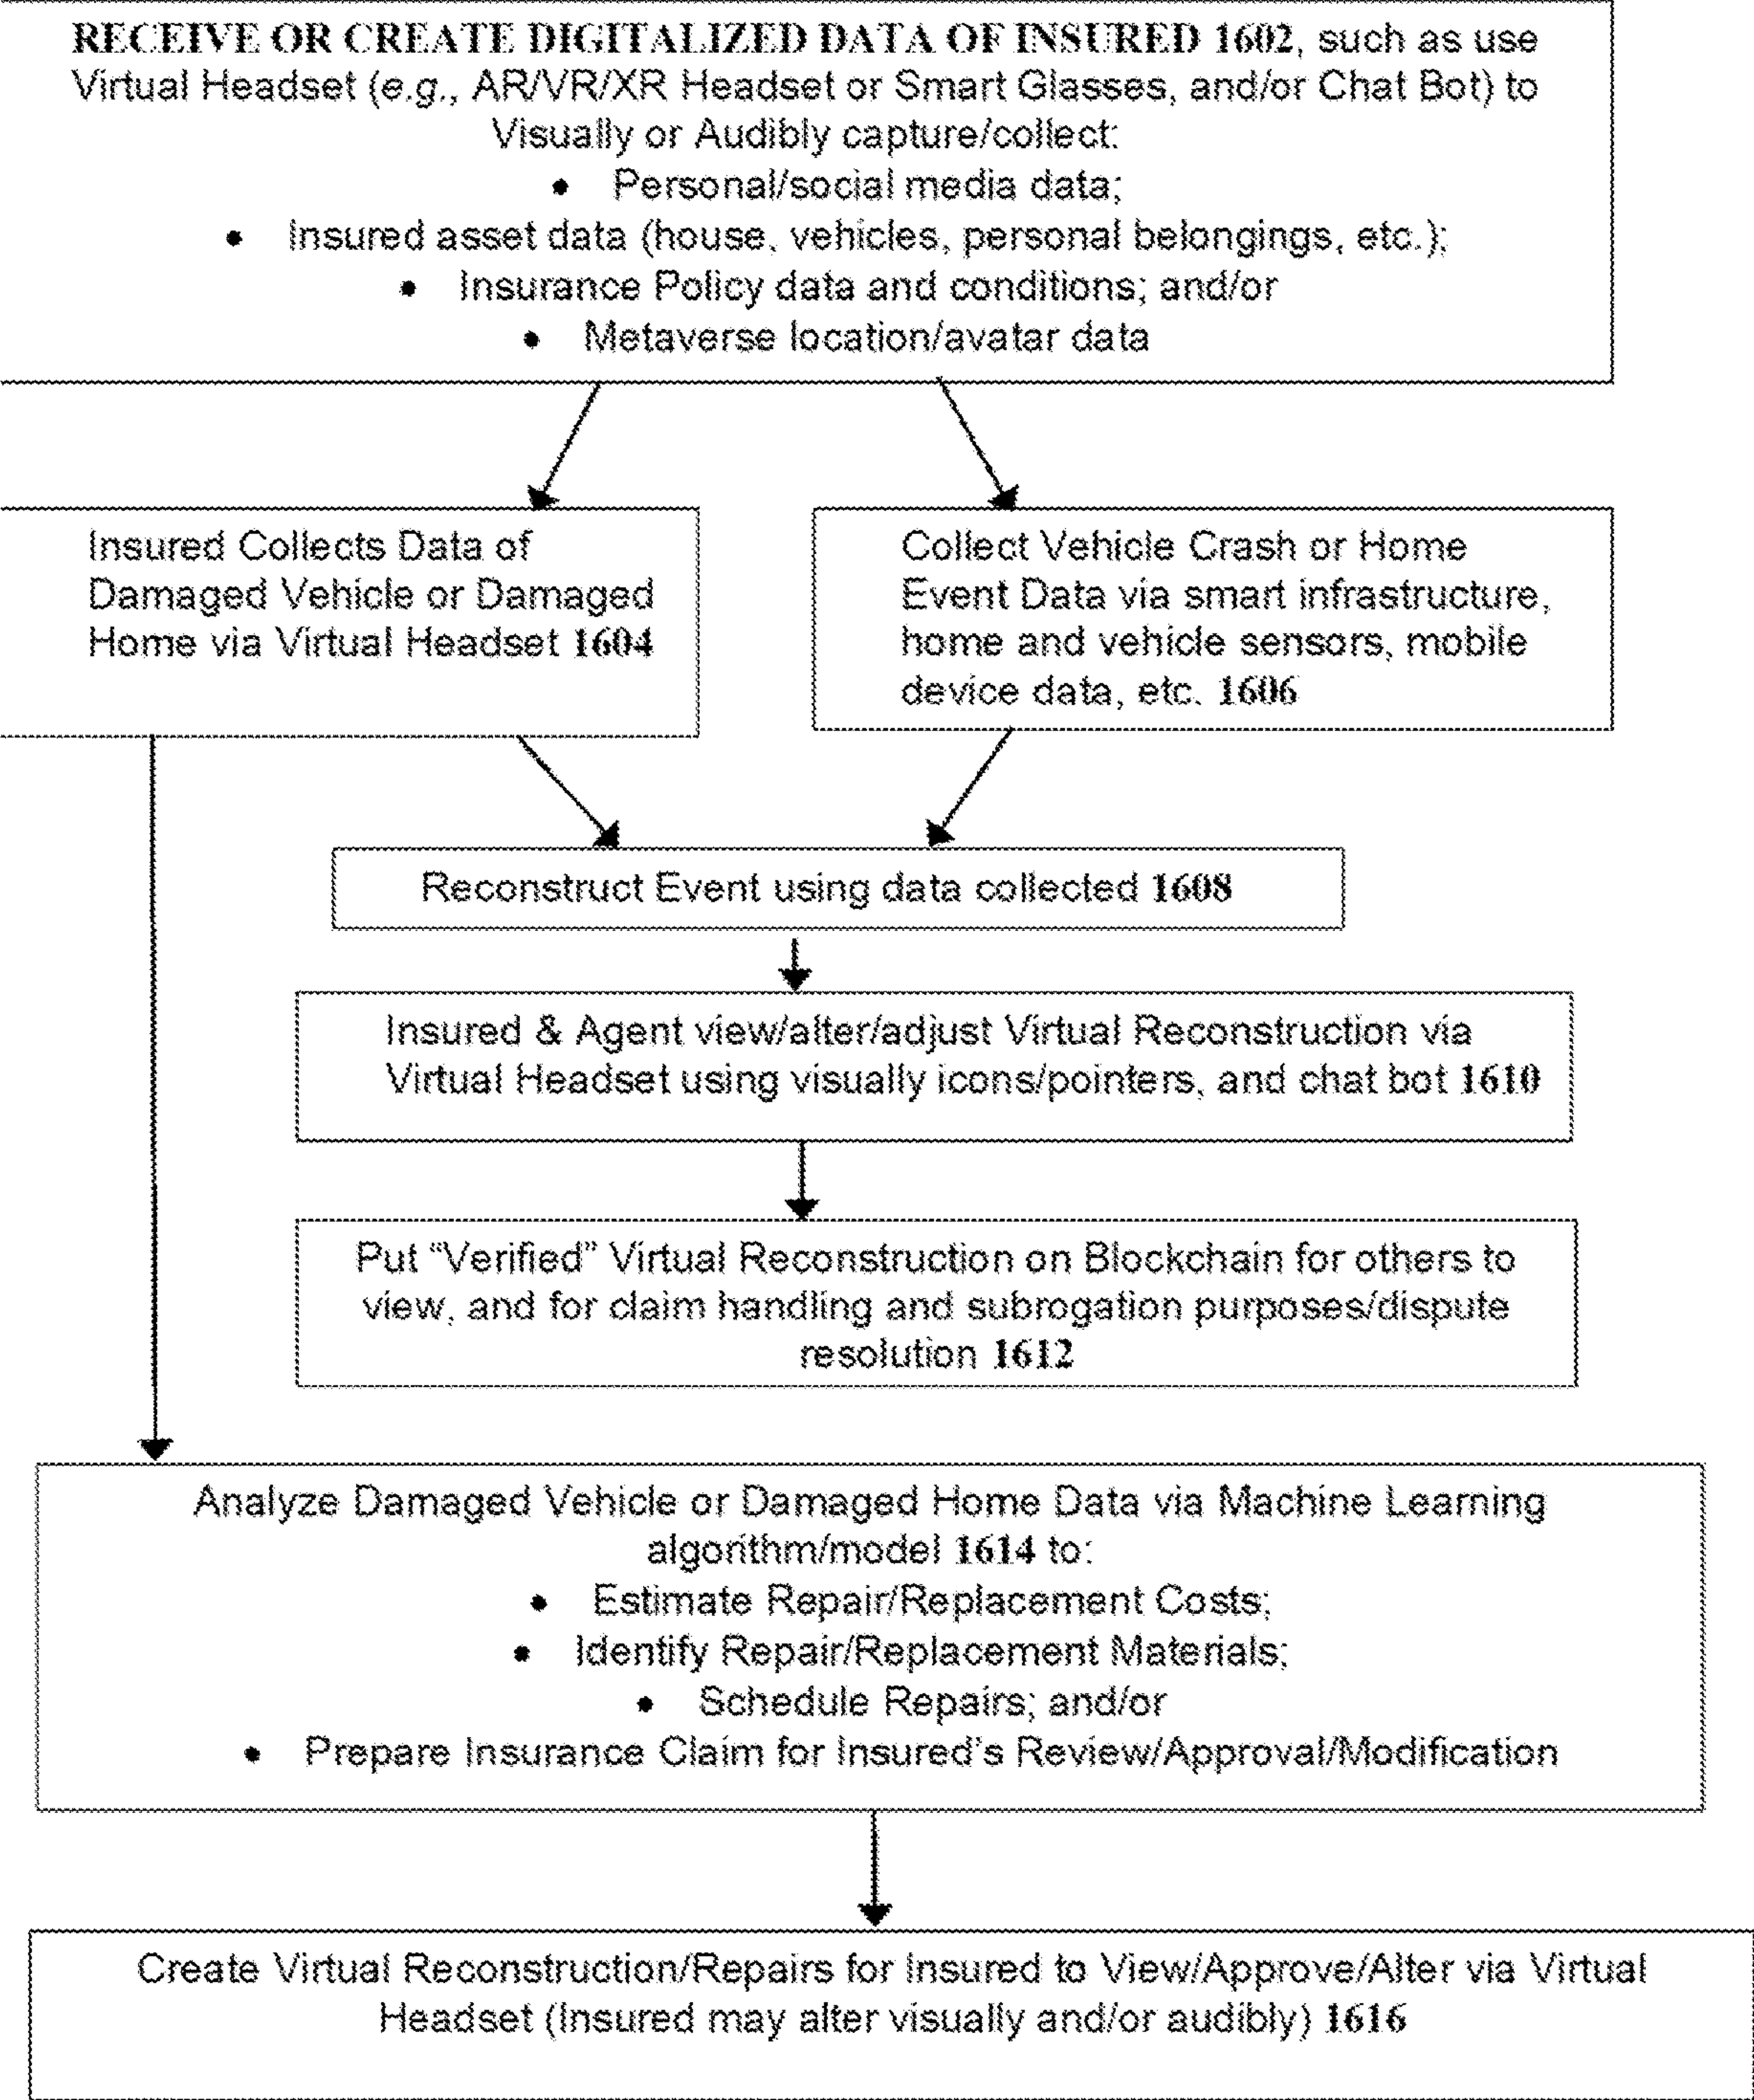 RECEIVE OR CREATE DIGITALIZED DATA OF INSURED 1602, such as use
Virtual Headset (e.g., AR/VR/XR Headset or Smart Glasses, and/or Chat Bot) to
Visually or Audibly capture/collect:
• Personal/social media data;
• Insured asset data (house, vehicles, personal belongings, etc.);
• Insurance Policy data and conditions; and/or
• Metaverse location/avatar data
Insured Collects Data of
Damaged Vehicle or Damaged
Home via Virtual Headset 1604
Collect Vehicle Crash or Home
Event Data via smart infrastructure,
home and vehicle sensors, mobile
device data, etc. 1606
Reconstruct Event using data collected 1608
Insured & Agent view/alter/adjust Virtual Reconstruction via
Virtual Headset using visually icons/pointers, and chat bot 1610
Put “Verified” Virtual Reconstruction on Blockchain for others to
view, and for claim handling and subrogation purposes/dispute
resolution 1612
Analyze Damaged Vehicle or Damaged Home Data via Machine Learning
algorithm/model 1614 to:
• Estimate Repair/Replacement Costs;
• Identify Repair/Replacement Materials;
• Schedule Repairs; and/or
• Prepare Insurance Claim for Insured’s Review/Approval/Modification
Create Virtual Reconstruction/Repairs for Insured to View/Approve/Alter via Virtual
Headset (Insured may alter visually and/or audibly) 1616